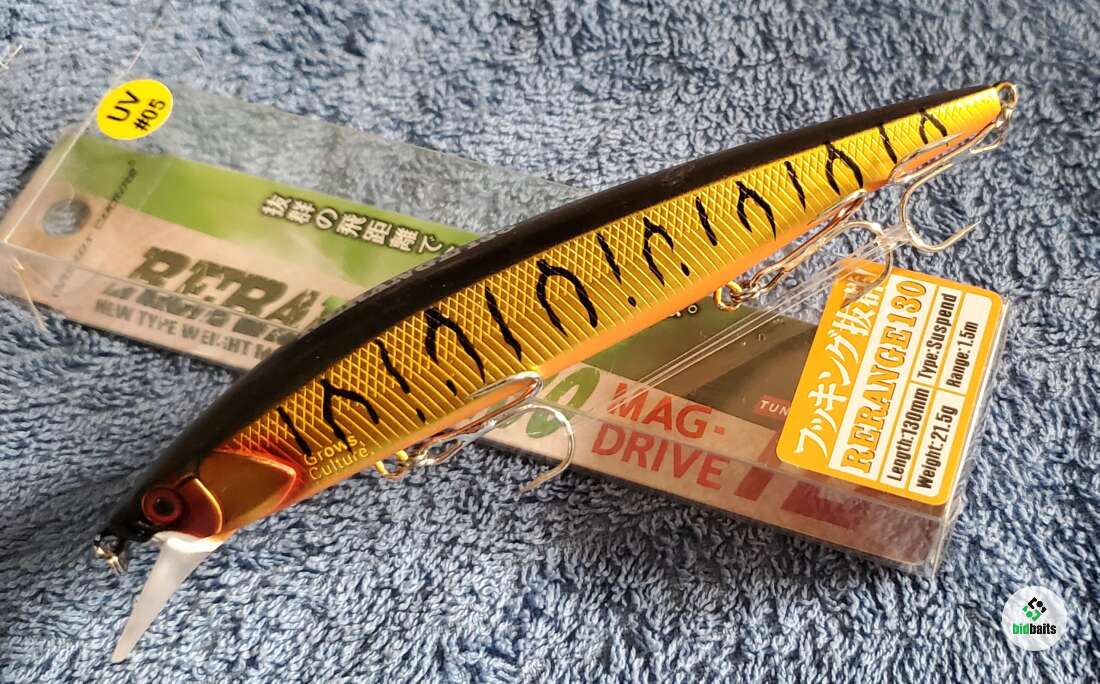 UV
#05
抜群の飛距離で
RERA
NEW TYPE WEIGHT
Grows
Culture.
MAG-
DRIVE
TUN
フッキング抜群
RERANGE130
Length:130mm
Type:Suspend
Weight:21.5g
Range:1.5m
bidbaits